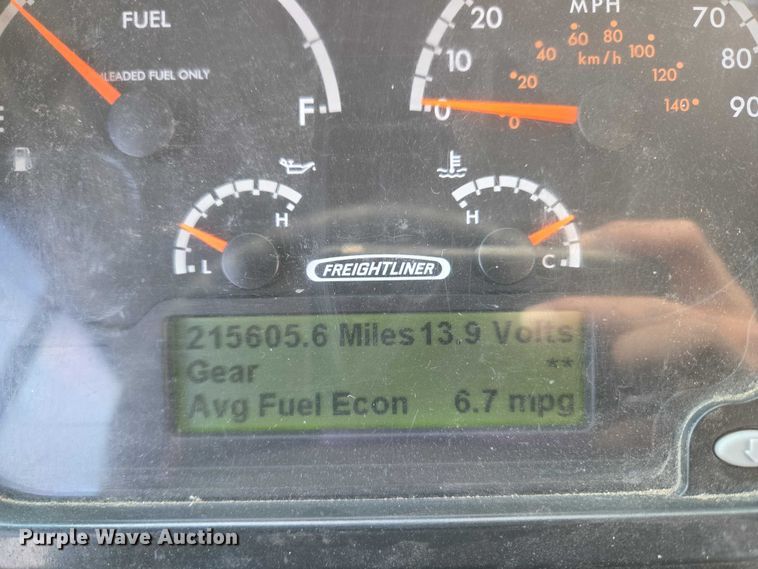 FUEL
UNLEADED FUEL ONLY
E
F
MPH
0 10 20 70 80 90
km/h
0 20 40 60 80 100 120 140
L H
H C
FREIGHTLINER
215605.6 Miles 13.9 Volts
Gear **
Avg Fuel Econ 6.7 mpg
Purple Wave Auction